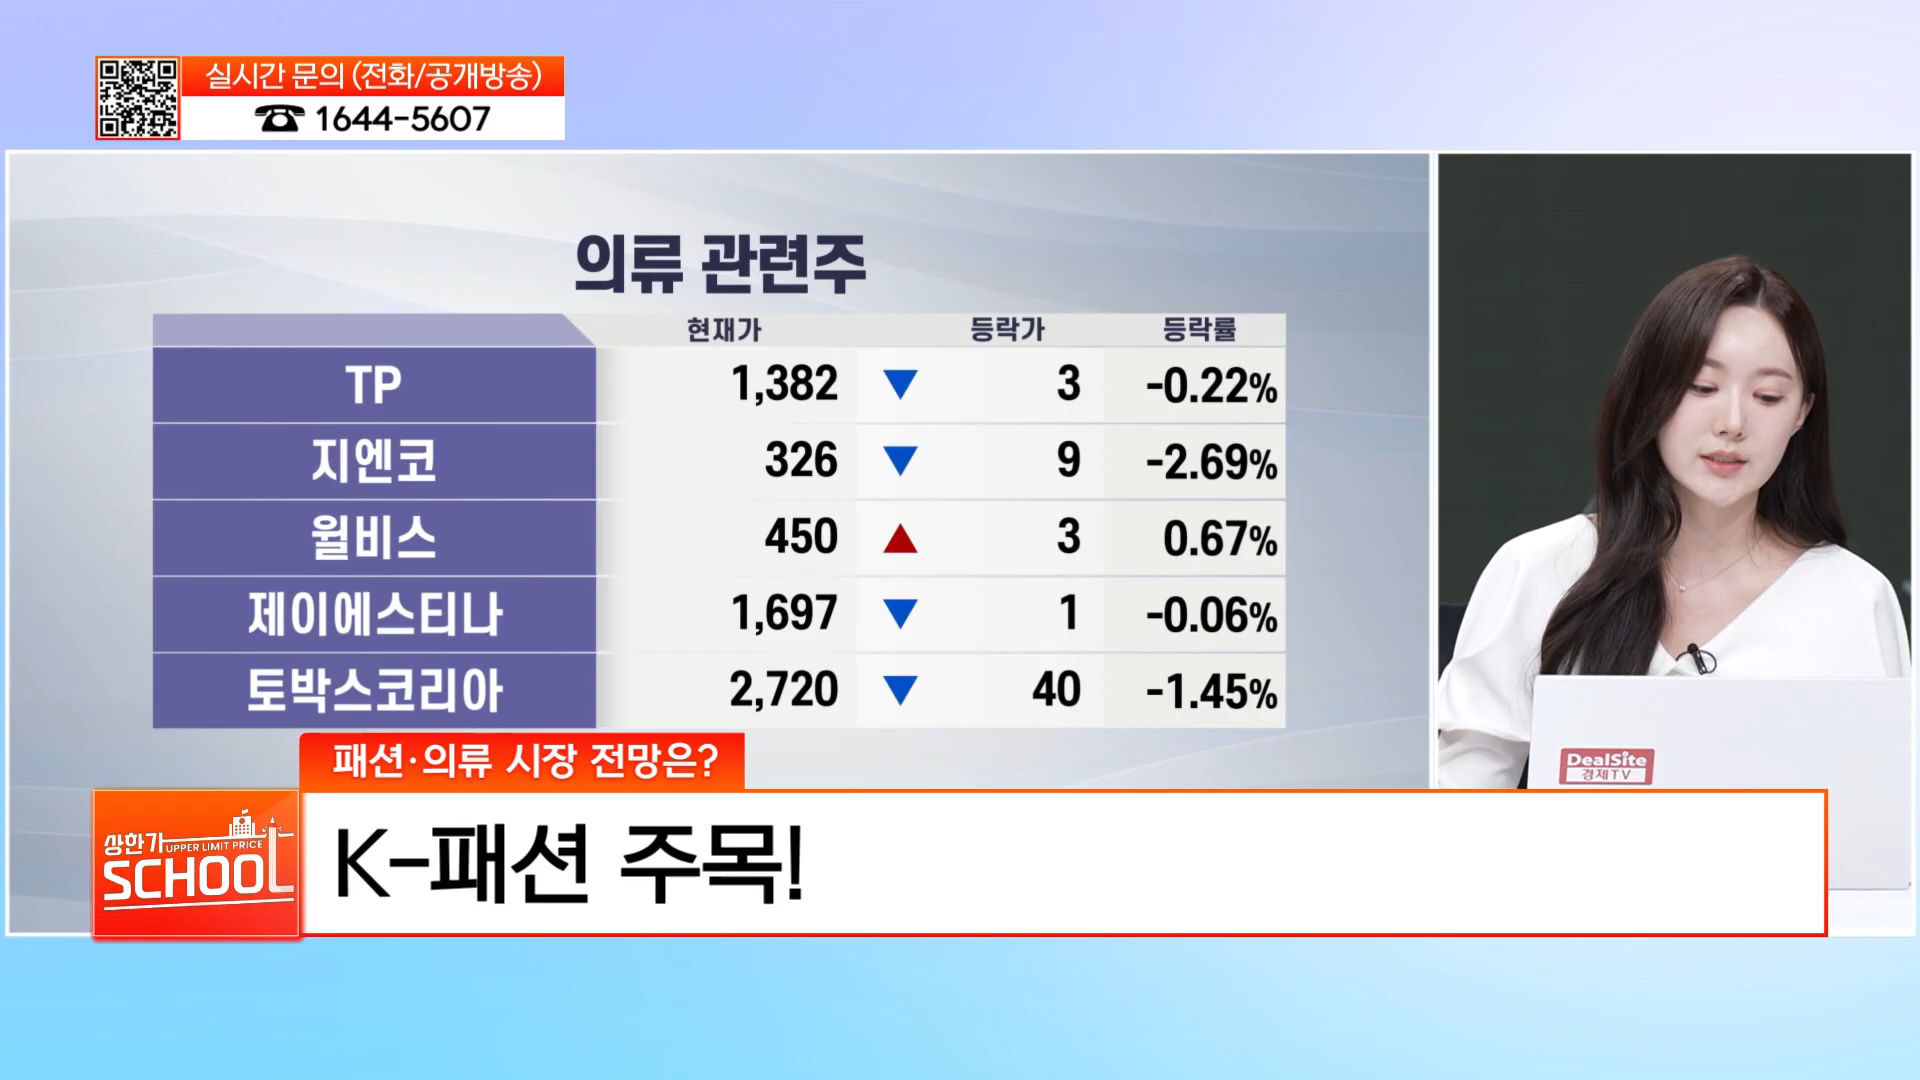 실시간 문의 (전화/공개방송)
☎ 1644-5607
의류 관련주
현재가 등락가 등락률
TP 1,382 ▼ 3 -0.22%
지엔코 326 ▼ 9 -2.69%
윌비스 450 ▲ 3 0.67%
제이에스티나 1,697 ▼ 1 -0.06%
토박스코리아 2,720 ▼ 40 -1.45%
DealSite
경제TV
패션·의류 시장 전망은?
상한가 UPPER LIMIT PRICE
SCHOOL
K-패션 주목!